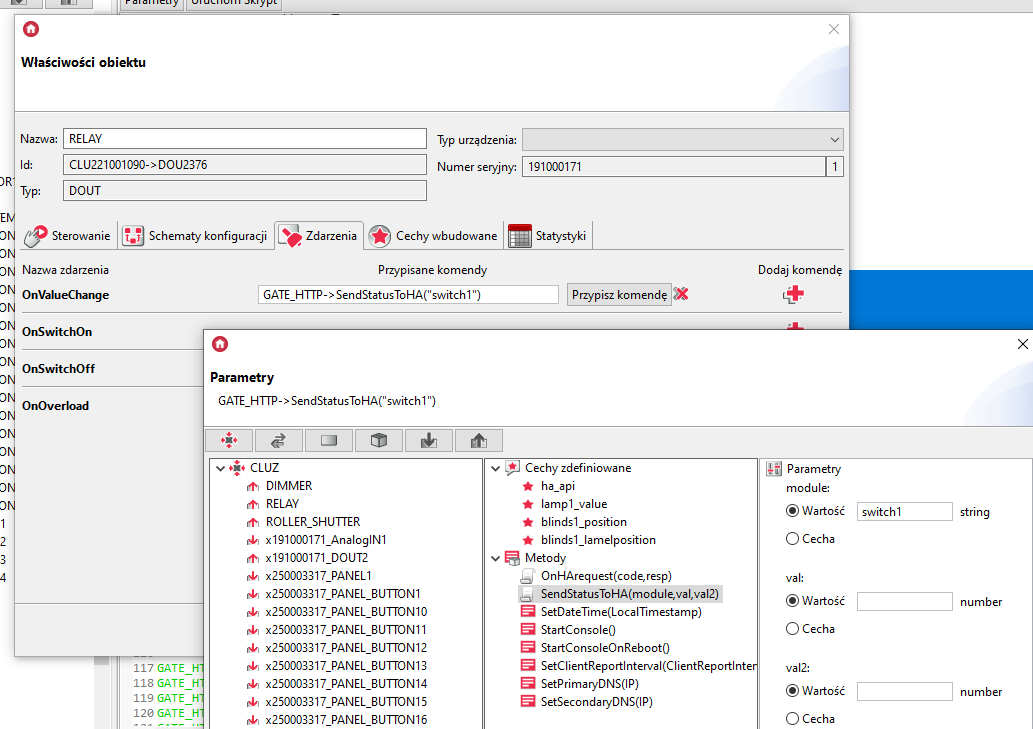 Parametry Uruchom Skrypt
Właściwości obiektu
Nazwa: RELAY
Typ urządzenia:
Id: CLU221001090->DOU2376
Numer seryjny: 191000171 1
Typ: DOUT
Sterowanie Schematy konfiguracji Zdarzenia Cechy wbudowane Statystyki
Nazwa zdarzenia Przypisane komendy Dodaj komendę
OnValueChange GATE_HTTP->SendStatusToHA("switch1") Przypisz komendę
OnSwitchOn
OnSwitchOff
OnOverload
Parametry
GATE_HTTP->SendStatusToHA("switch1")
CLUZ
DIMMER
RELAY
ROLLER_SHUTTER
x191000171_AnalogIN1
x191000171_DOUT2
x250003317_PANEL1
x250003317_PANEL_BUTTON1
x250003317_PANEL_BUTTON10
x250003317_PANEL_BUTTON11
x250003317_PANEL_BUTTON12
x250003317_PANEL_BUTTON13
x250003317_PANEL_BUTTON14
x250003317_PANEL_BUTTON15
x250003317_PANEL_BUTTON16
Cechy zdefiniowane
ha_api
lamp1_value
blinds1_position
blinds1_lamelposition
Metody
OnHArequest(code,resp)
SendStatusToHA(module,val,val2)
SetDateTime(LocalTimestamp)
StartConsole()
StartConsoleOnReboot()
SetClientReportInterval(ClientReportInter
SetPrimaryDNS(IP)
SetSecondaryDNS(IP)
Parametry
module:
Wartość switch1 string
Cecha
val:
Wartość number
Cecha
val2:
Wartość number
Cecha
117 GATE_HT
118 GATE_HT
119 GATE_HT
120 GATE_HT